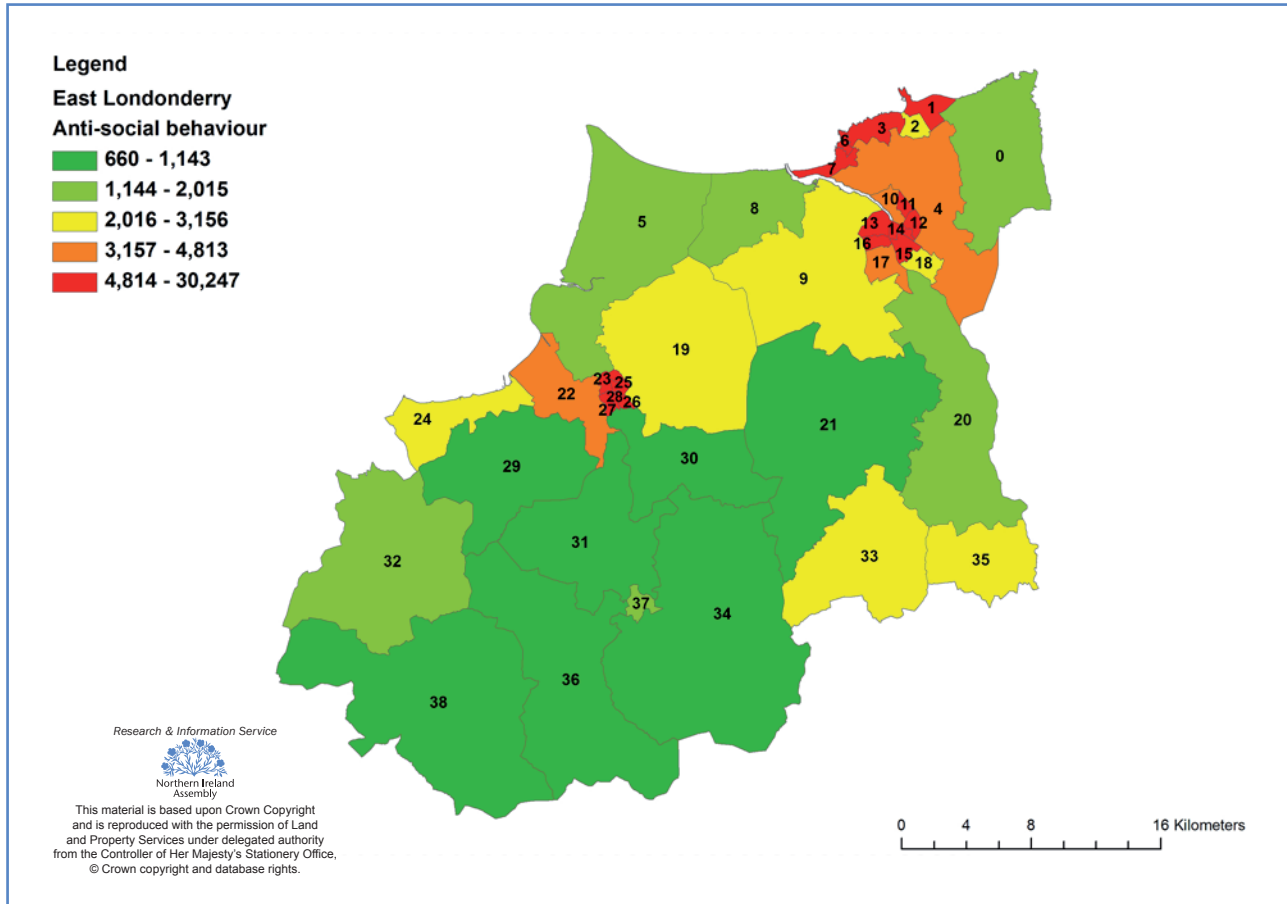 Legend
East Londonderry
Anti-social behaviour
660 - 1,143
1,144 - 2,015
2,016 - 3,156
3,157 - 4,813
4,814 - 30,247
1
2
3
0
6
7
10
11
4
5
8
13
14
12
16
15
17
18
9
19
23
25
22
28
26
27
24
20
21
29
30
31
33
35
32
37
34
36
38
Research & Information Service
Northern Ireland
Assembly
This material is based upon Crown Copyright
and is reproduced with the permission of Land
and Property Services under delegated authority
from the Controller of Her Majesty's Stationery Office,
© Crown copyright and database rights.
0 4 8 16 Kilometers